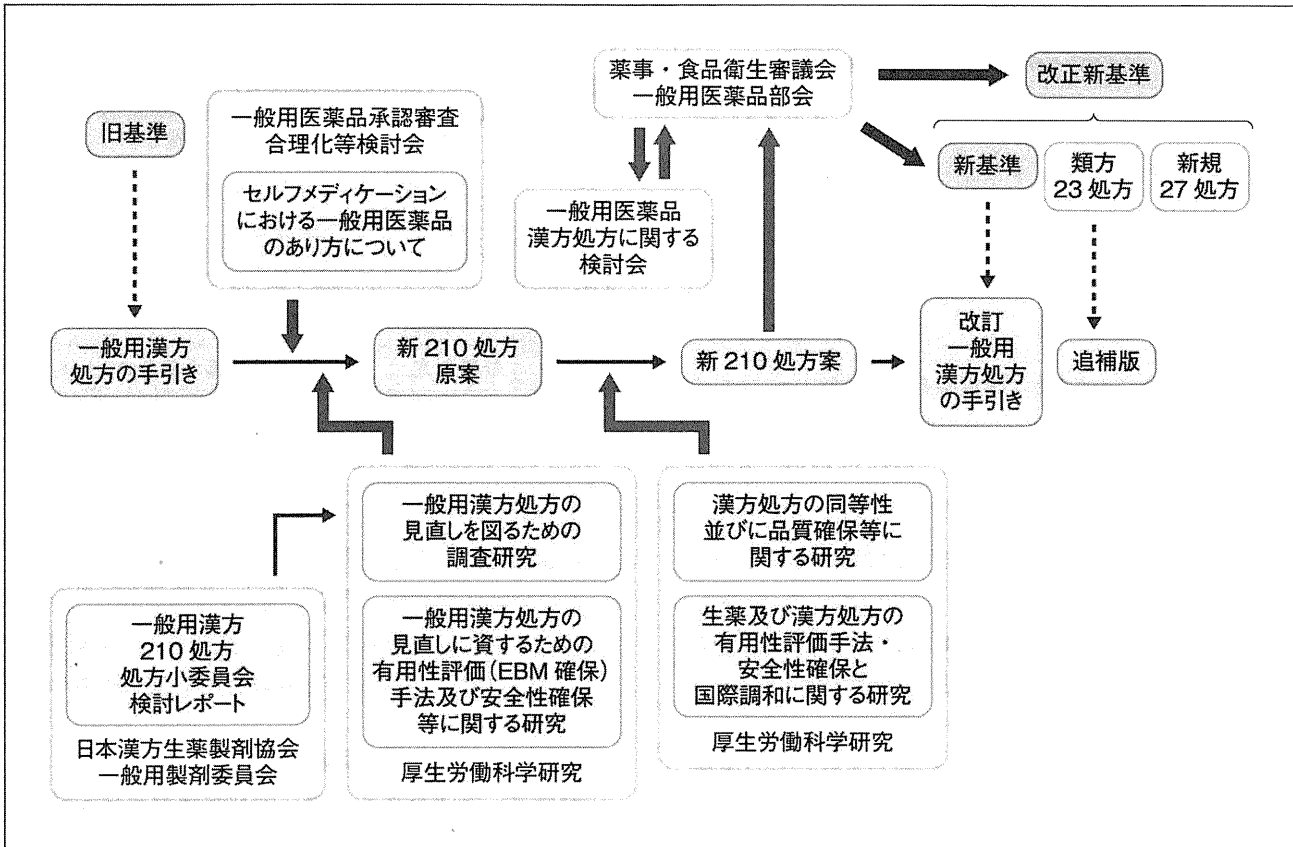 薬事・食品衛生審議会
一般用医薬品部会
改正新基準
旧基準
一般用医薬品承認審査
合理化等検討会
セルフメディケーション
における一般用医薬品
のあり方について
一般用医薬品
漢方処方に関する
検討会
新基準
類方
23 処方
新規
27 処方
一般用漢方
処方の手引き
新 210 処方
原案
新 210 処方案
改訂
一般用
漢方処方
の手引き
追補版
一般用漢方処方の
見直しを図るための
調査研究
一般用漢方処方の
見直しに資するための
有用性評価(EBM 確保)
手法及び安全性確保
等に関する研究
厚生労働科学研究
漢方処方の同等性
並びに品質確保等に
関する研究
生薬及び漢方処方の
有用性評価手法・
安全性確保と
国際調和に関する研究
厚生労働科学研究
一般用漢方
210 処方
処方小委員会
検討レポート
日本漢方生薬製剤協会
一般用製剤委員会